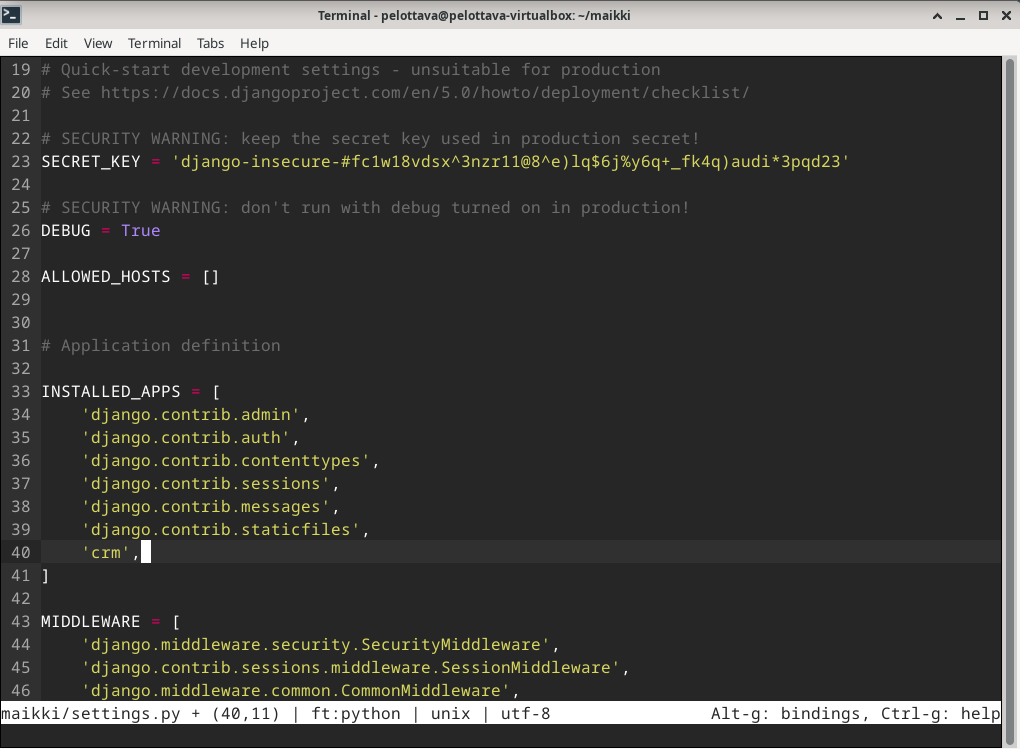 Terminal - pelottava@pelottava-virtualbox: ~/maikki
File Edit View Terminal Tabs Help
19 # Quick-start development settings - unsuitable for production
20 # See https://docs.djangoproject.com/en/5.0/howto/deployment/checklist/
21
22 # SECURITY WARNING: keep the secret key used in production secret!
23 SECRET_KEY = 'django-insecure-#fc1w18vdsx^3nzr11@8^e)lq$6j%y6q+_fk4q)audi*3pqd23'
24
25 # SECURITY WARNING: don't run with debug turned on in production!
26 DEBUG = True
27
28 ALLOWED_HOSTS = []
29
30
31 # Application definition
32
33 INSTALLED_APPS = [
34     'django.contrib.admin',
35     'django.contrib.auth',
36     'django.contrib.contenttypes',
37     'django.contrib.sessions',
38     'django.contrib.messages',
39     'django.contrib.staticfiles',
40     'crm',
41 ]
42
43 MIDDLEWARE = [
44     'django.middleware.security.SecurityMiddleware',
45     'django.contrib.sessions.middleware.SessionMiddleware',
46     'django.middleware.common.CommonMiddleware',
maikki/settings.py + (40,11) | ft:python | unix | utf-8 Alt-g: bindings, Ctrl-g: help